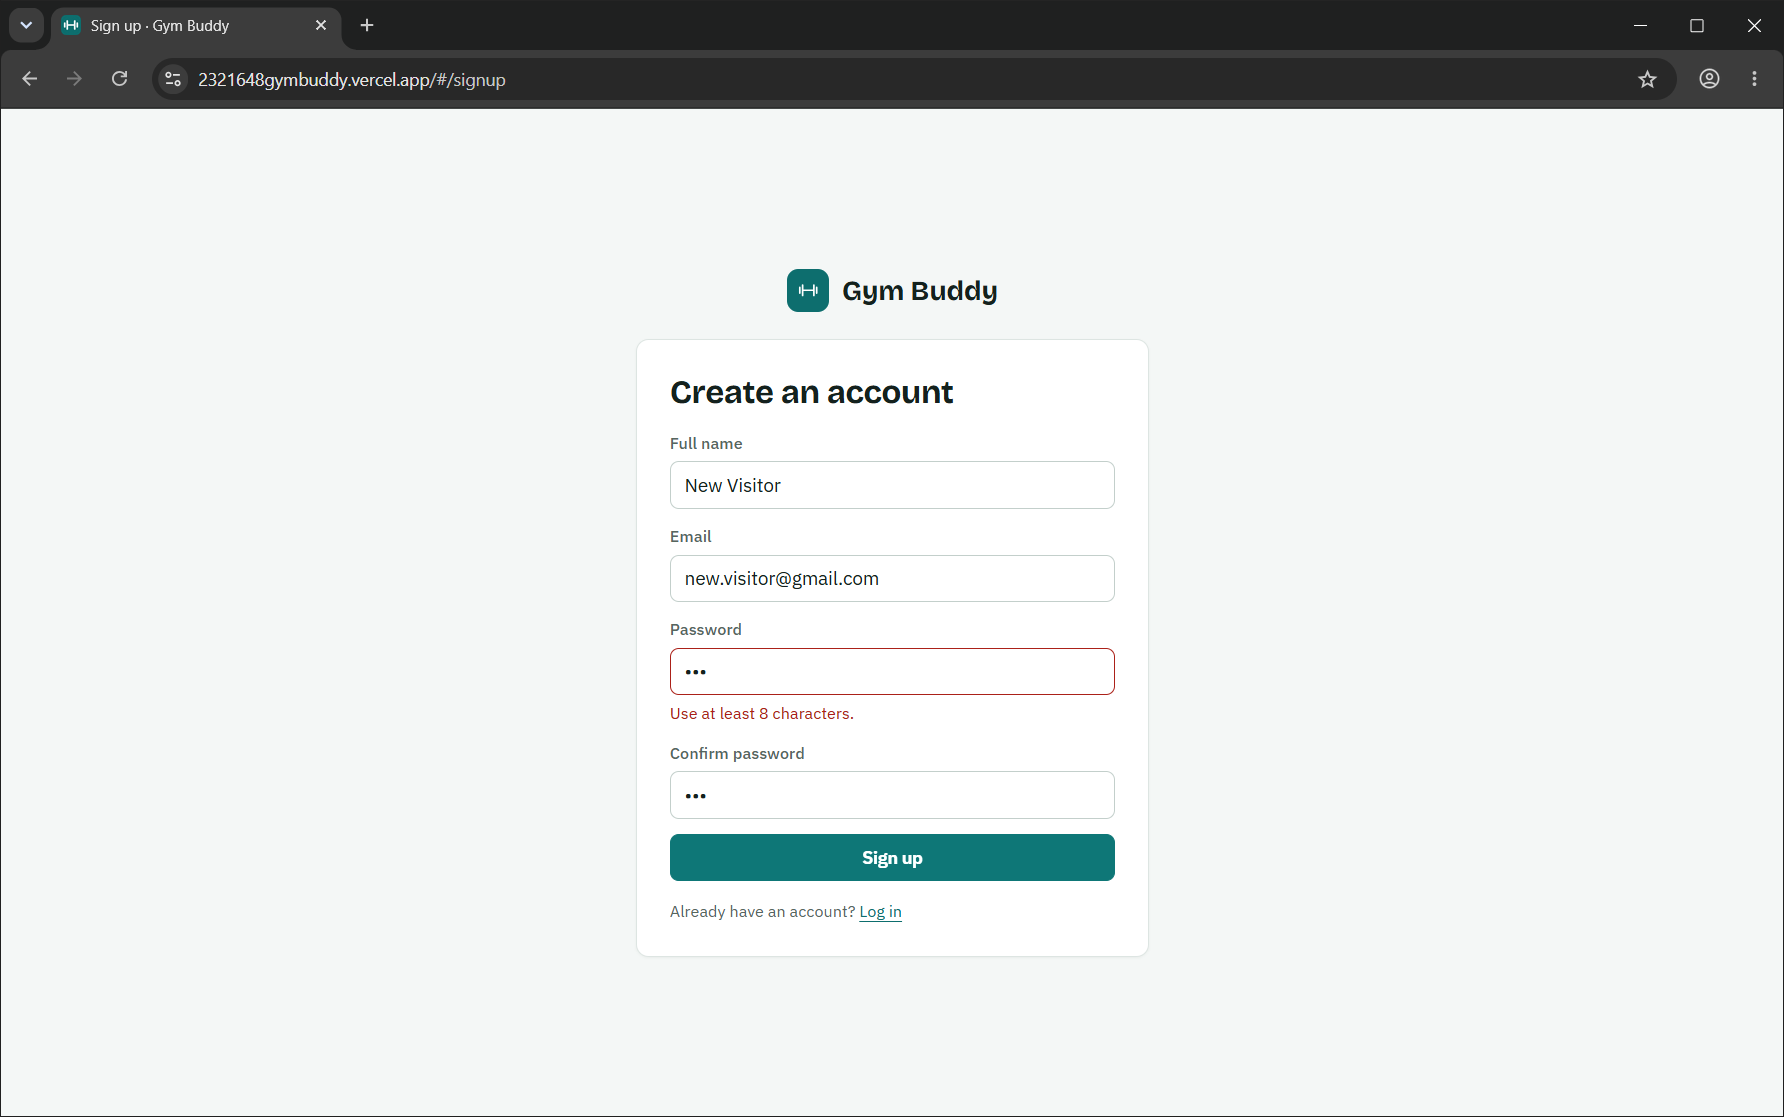 Sign up · Gym Buddy
2321648gymbuddy.vercel.app/#/signup
Gym Buddy
Create an account
Full name
New Visitor
Email
new.visitor@gmail.com
Password
•••
Use at least 8 characters.
Confirm password
•••
Sign up
Already have an account? Log in